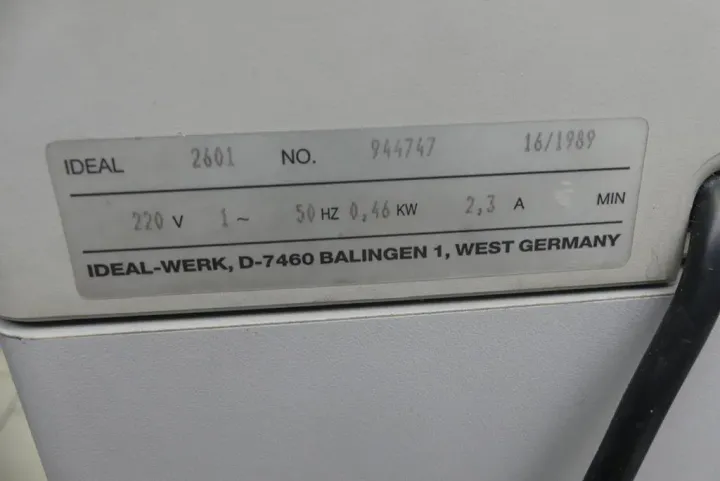 IDEAL 2601 NO. 944747 16/1989
220 V 1~ 50 HZ 0,46 KW 2,3 A MIN
IDEAL-WERK, D-7460 BALINGEN 1, WEST GERMANY